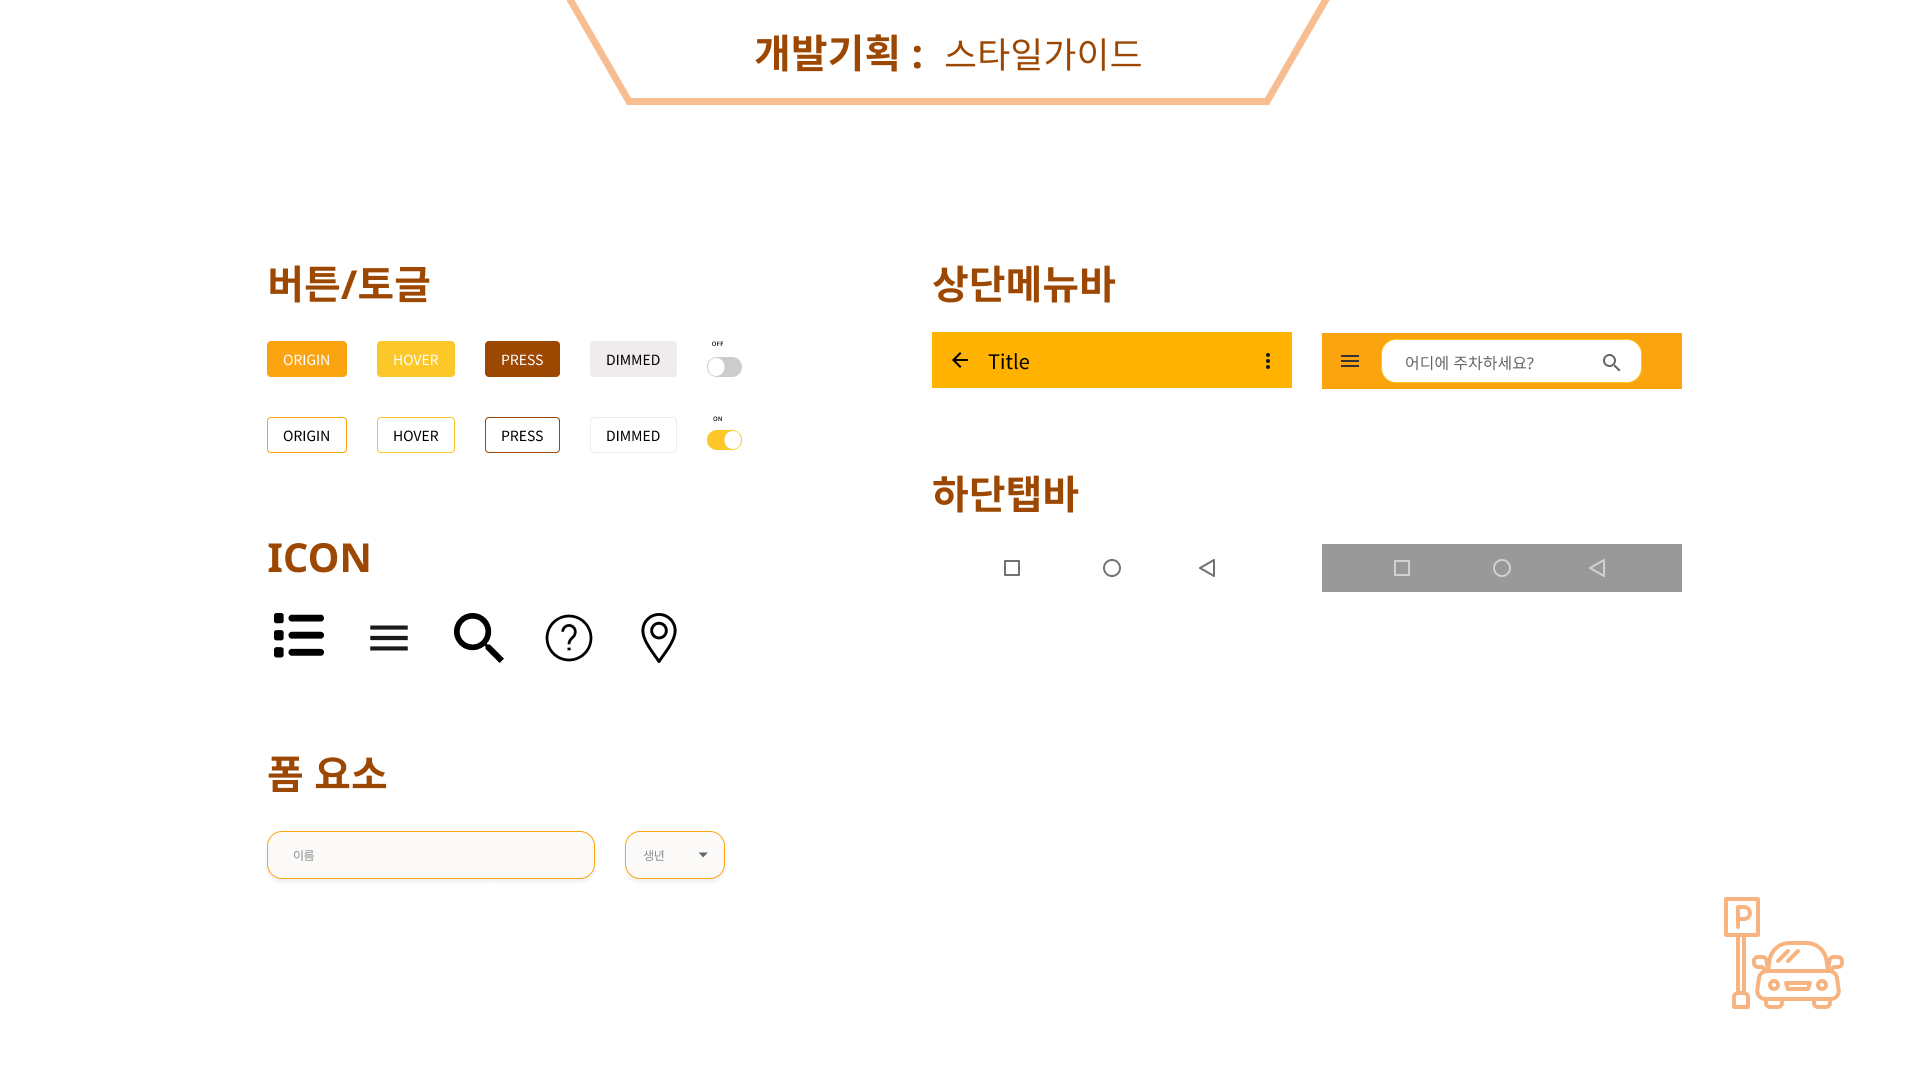 개발기획 : 스타일가이드
버튼/토글
ORIGIN HOVER PRESS DIMMED OFF
ORIGIN HOVER PRESS DIMMED ON
ICON
?
폼 요소
이름 생년
상단메뉴바
Title 어디에 주차하세요?
하단탭바
P